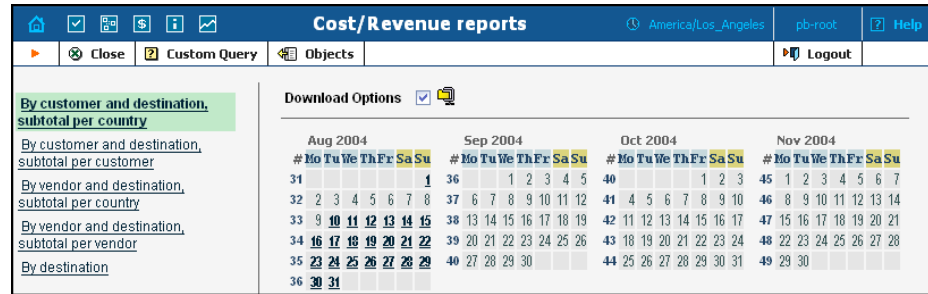 Cost/Revenue reports America/Los_Angeles pb-root ? Help
Close ? Custom Query Objects Logout
By customer and destination,
subtotal per country
By customer and destination,
subtotal per customer
By vendor and destination,
subtotal per country
By vendor and destination,
subtotal per vendor
By destination
Download Options
Aug 2004
# Mo Tu We Th Fr Sa Su
31 1
32 2 3 4 5 6 7 8
33 9 10 11 12 13 14 15
34 16 17 18 19 20 21 22
35 23 24 25 26 27 28 29
36 30 31
Sep 2004
# Mo Tu We Th Fr Sa Su
36 1 2 3 4 5
37 6 7 8 9 10 11 12
38 13 14 15 16 17 18 19
39 20 21 22 23 24 25 26
40 27 28 29 30
Oct 2004
# Mo Tu We Th Fr Sa Su
40 1 2 3
41 4 5 6 7 8 9 10
42 11 12 13 14 15 16 17
43 18 19 20 21 22 23 24
44 25 26 27 28 29 30 31
Nov 2004
# Mo Tu We Th Fr Sa Su
45 1 2 3 4 5 6 7
46 8 9 10 11 12 13 14
47 15 16 17 18 19 20 21
48 22 23 24 25 26 27 28
49 29 30